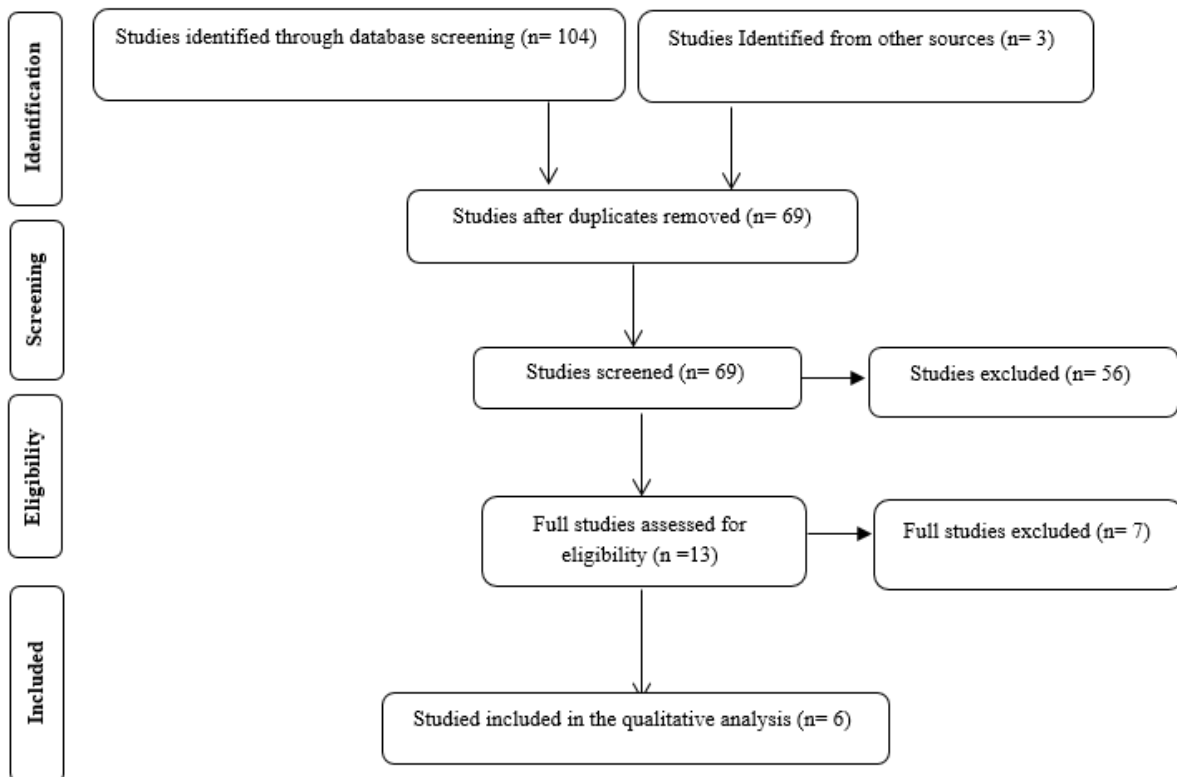 Identification
Studies identified through database screening (n= 104)
Studies Identified from other sources (n= 3)
Studies after duplicates removed (n= 69)
Screening
Studies screened (n= 69)
Studies excluded (n= 56)
Eligibility
Full studies assessed for
eligibility (n =13)
Full studies excluded (n= 7)
Included
Studied included in the qualitative analysis (n= 6)